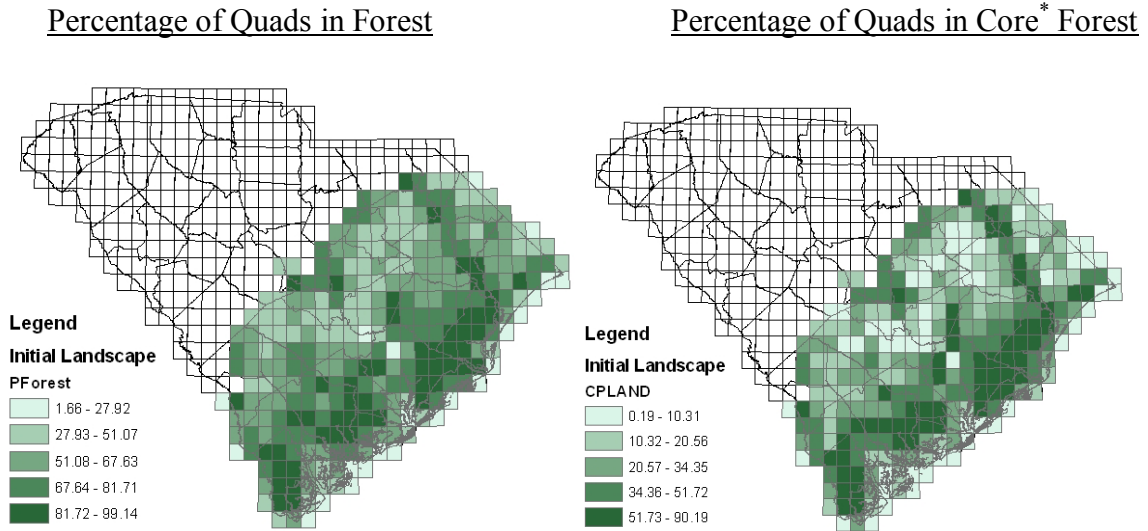 Percentage of Quads in Forest
Percentage of Quads in Core* Forest
Legend
Initial Landscape
PForest
1.66 - 27.92
27.93 - 51.07
51.08 - 67.63
67.64 - 81.71
81.72 - 99.14
Legend
Initial Landscape
CPLAND
0.19 - 10.31
10.32 - 20.56
20.57 - 34.35
34.36 - 51.72
51.73 - 90.19